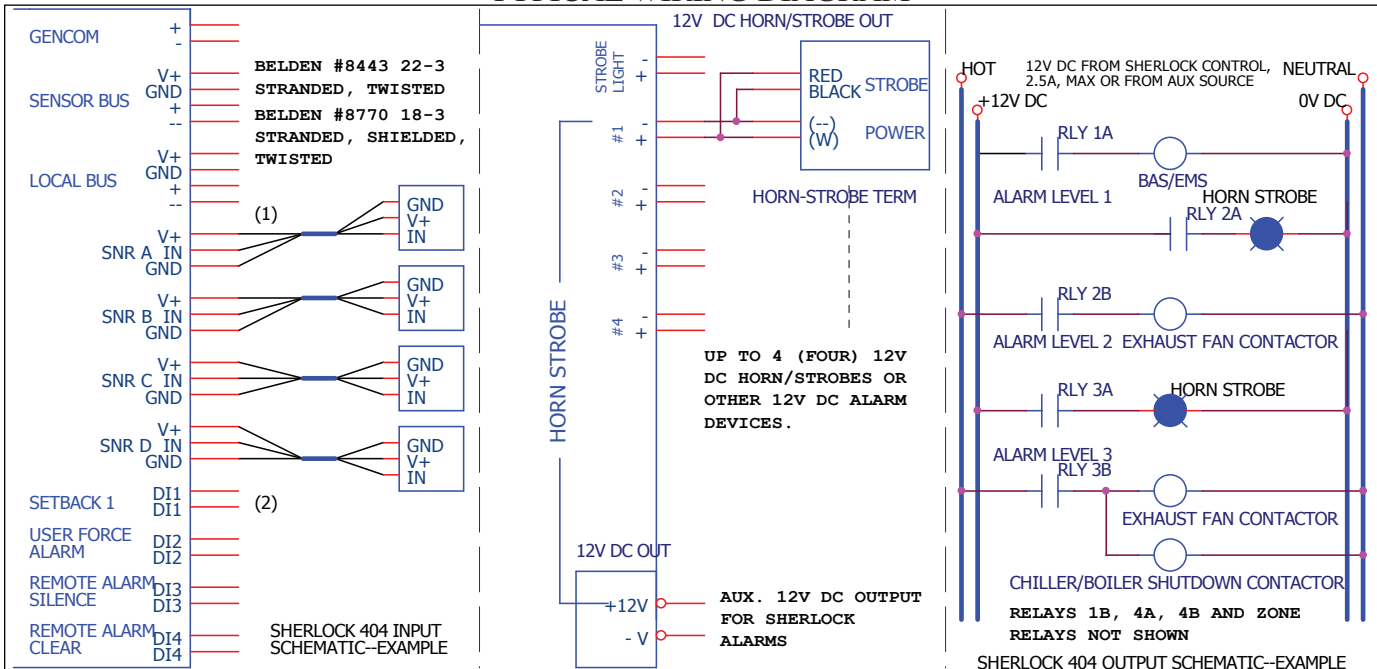 TYPICAL WIRING DIAGRAM
GENCOM
+
-
SENSOR BUS
V+
GND
+
--
BELDEN #8443 22-3
STRANDED, TWISTED
BELDEN #8770 18-3
STRANDED, SHIELDED,
TWISTED
LOCAL BUS
V+
GND
+
--
(1)
V+
SNR A IN
GND
GND
V+
IN
V+
SNR B IN
GND
GND
V+
IN
V+
SNR C IN
GND
GND
V+
IN
V+
SNR D IN
GND
GND
V+
IN
SETBACK 1
DI1
DI1
(2)
USER FORCE
ALARM
DI2
DI2
REMOTE ALARM
SILENCE
DI3
DI3
REMOTE ALARM
CLEAR
DI4
DI4
SHERLOCK 404 INPUT
SCHEMATIC--EXAMPLE
12V DC HORN/STROBE OUT
STROBE
LIGHT
-
+
#1
-
+
#2
-
+
#3
-
+
#4
-
+
RED
BLACK
STROBE
(--)
(W)
POWER
HORN-STROBE TERM
HORN STROBE
UP TO 4 (FOUR) 12V
DC HORN/STROBES OR
OTHER 12V DC ALARM
DEVICES.
12V DC OUT
+12V
- V
AUX. 12V DC OUTPUT
FOR SHERLOCK
ALARMS
HOT
12V DC FROM SHERLOCK CONTROL,
2.5A, MAX OR FROM AUX SOURCE
NEUTRAL
+12V DC
0V DC
RLY 1A
BAS/EMS
ALARM LEVEL 1
HORN STROBE
RLY 2A
RLY 2B
ALARM LEVEL 2
EXHAUST FAN CONTACTOR
RLY 3A
HORN STROBE
ALARM LEVEL 3
RLY 3B
EXHAUST FAN CONTACTOR
CHILLER/BOILER SHUTDOWN CONTACTOR
RELAYS 1B, 4A, 4B AND ZONE
RELAYS NOT SHOWN
SHERLOCK 404 OUTPUT SCHEMATIC--EXAMPLE